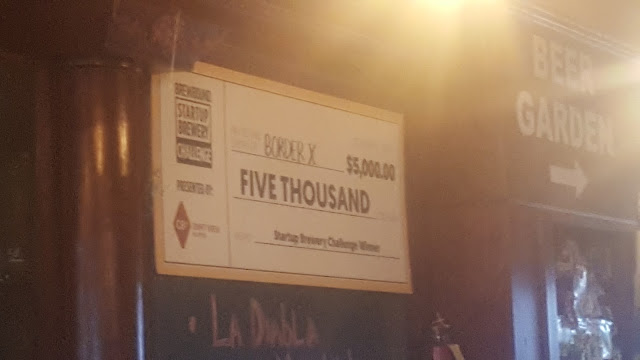 BREWBOUND
STARTUP
BREWERY
CHALLENGE
PRESENTED BY:
BORDER X
$5,000.00
FIVE THOUSAND
Startup Brewery Challenge Winner
BEER
GARDEN
→
• LA DIABLA